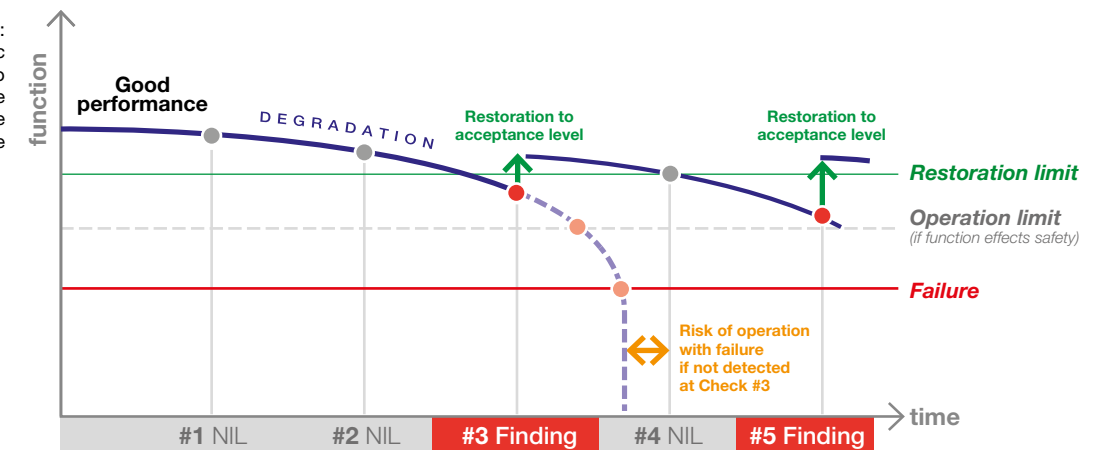 :
c
o
e
e
e
function
Good
performance
DEGRADATION
Restoration to
acceptance level
Restoration to
acceptance level
Restoration limit
Operation limit
(if function effects safety)
Failure
Risk of operation
with failure
if not detected
at Check #3
time
#1 NIL
#2 NIL
#3 Finding
#4 NIL
#5 Finding